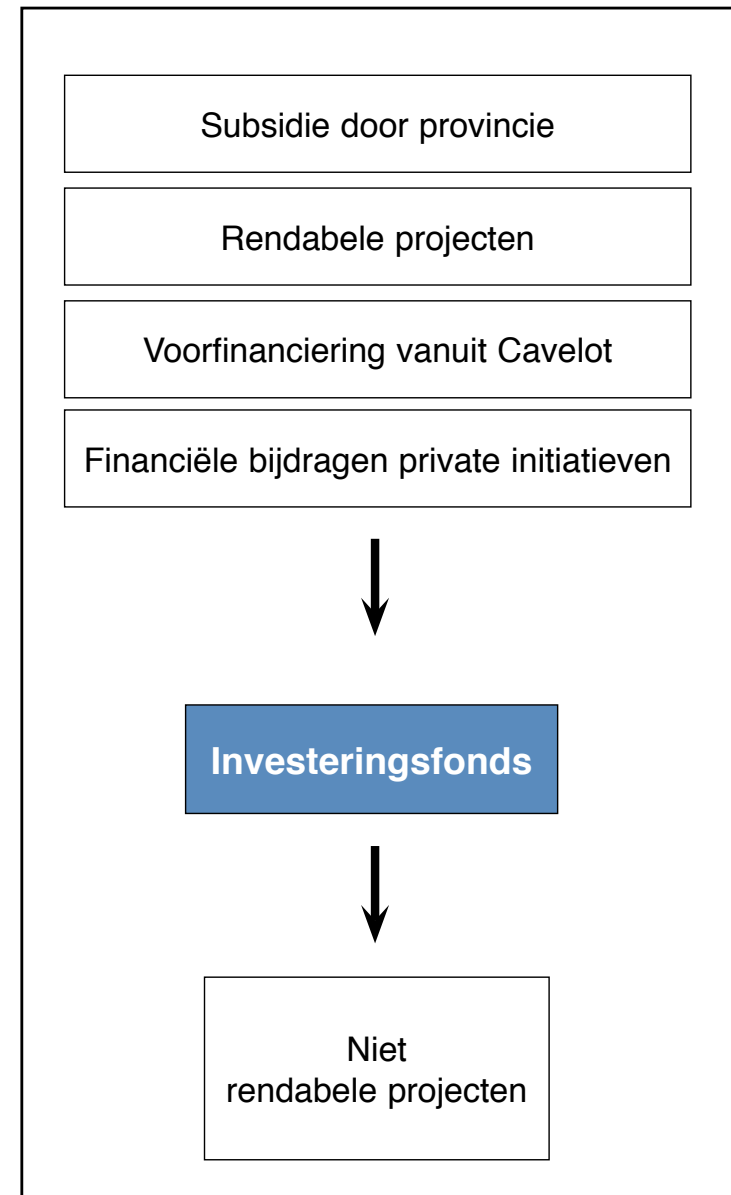 Subsidie door provincie
Rendabele projecten
Voorfinanciering vanuit Cavelot
Financiële bijdragen private initiatieven
Investeringsfonds
Niet
rendabele projecten